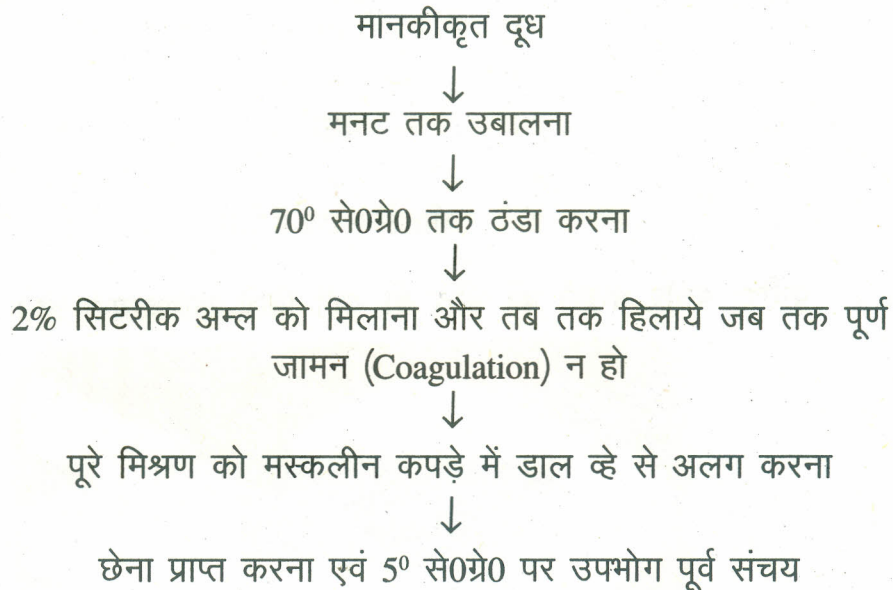 मानकीकृत दूध
↓
मनट तक उबालना
↓
70⁰ से0ग्रे0 तक ठंडा करना
↓
2% सिटरीक अम्ल को मिलाना और तब तक हिलाये जब तक पूर्ण
जामन (Coagulation) न हो
↓
पूरे मिश्रण को मस्कलीन कपड़े में डाल व्हे से अलग करना
↓
छेना प्राप्त करना एवं 5⁰ से0ग्रे0 पर उपभोग पूर्व संचय